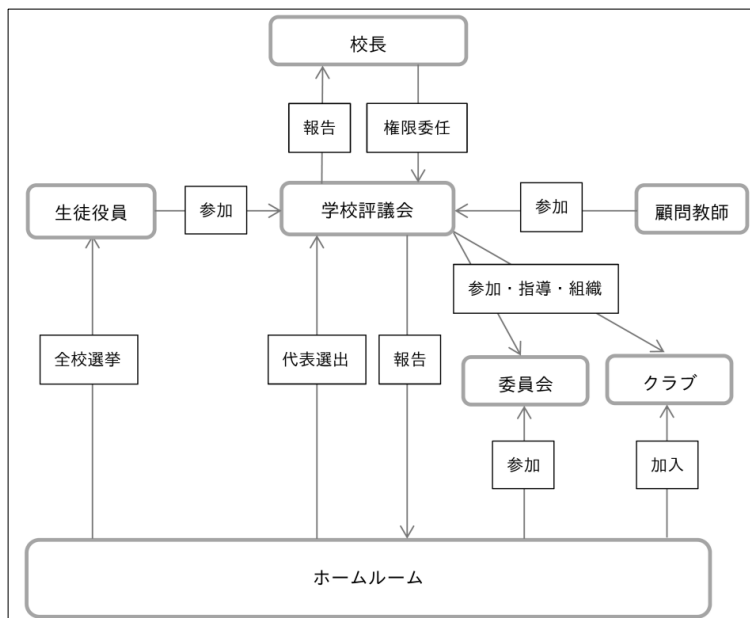 校長
報告
権限委任
生徒役員
参加
学校評議会
参加
顧問教師
参加・指導・組織
全校選挙
代表選出
報告
委員会
クラブ
参加
加入
ホームルーム